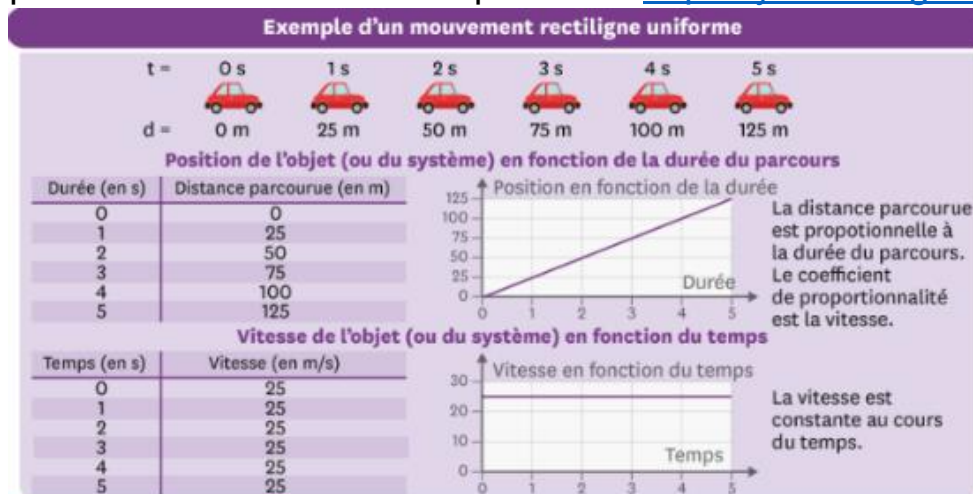 Exemple d'un mouvement rectiligne uniforme
t = 0 s 1 s 2 s 3 s 4 s 5 s
d = 0 m 25 m 50 m 75 m 100 m 125 m
Position de l'objet (ou du système) en fonction de la durée du parcours
Durée (en s) Distance parcourue (en m)
0 0
1 25
2 50
3 75
4 100
5 125
Position en fonction de la durée
125
100
75
50
25
0
Durée
0 1 2 3 4 5
La distance parcourue
est propotionnelle à
la durée du parcours.
Le coefficient
de proportionnalité
est la vitesse.
Vitesse de l'objet (ou du système) en fonction du temps
Temps (en s) Vitesse (en m/s)
0 25
1 25
2 25
3 25
4 25
5 25
Vitesse en fonction du temps
30
20
10
0
Temps
0 1 2 3 4 5
La vitesse est
constante au cours
du temps.